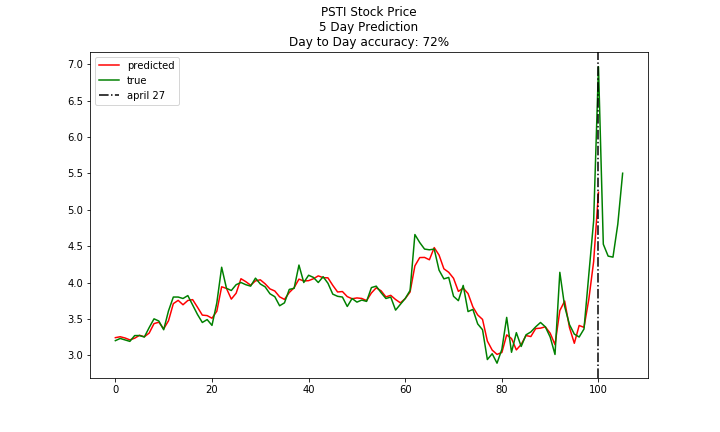 PSTI Stock Price
5 Day Prediction
Day to Day accuracy: 72%
predicted
true
april 27
7.0
6.5
6.0
5.5
5.0
4.5
4.0
3.5
3.0
0 20 40 60 80 100